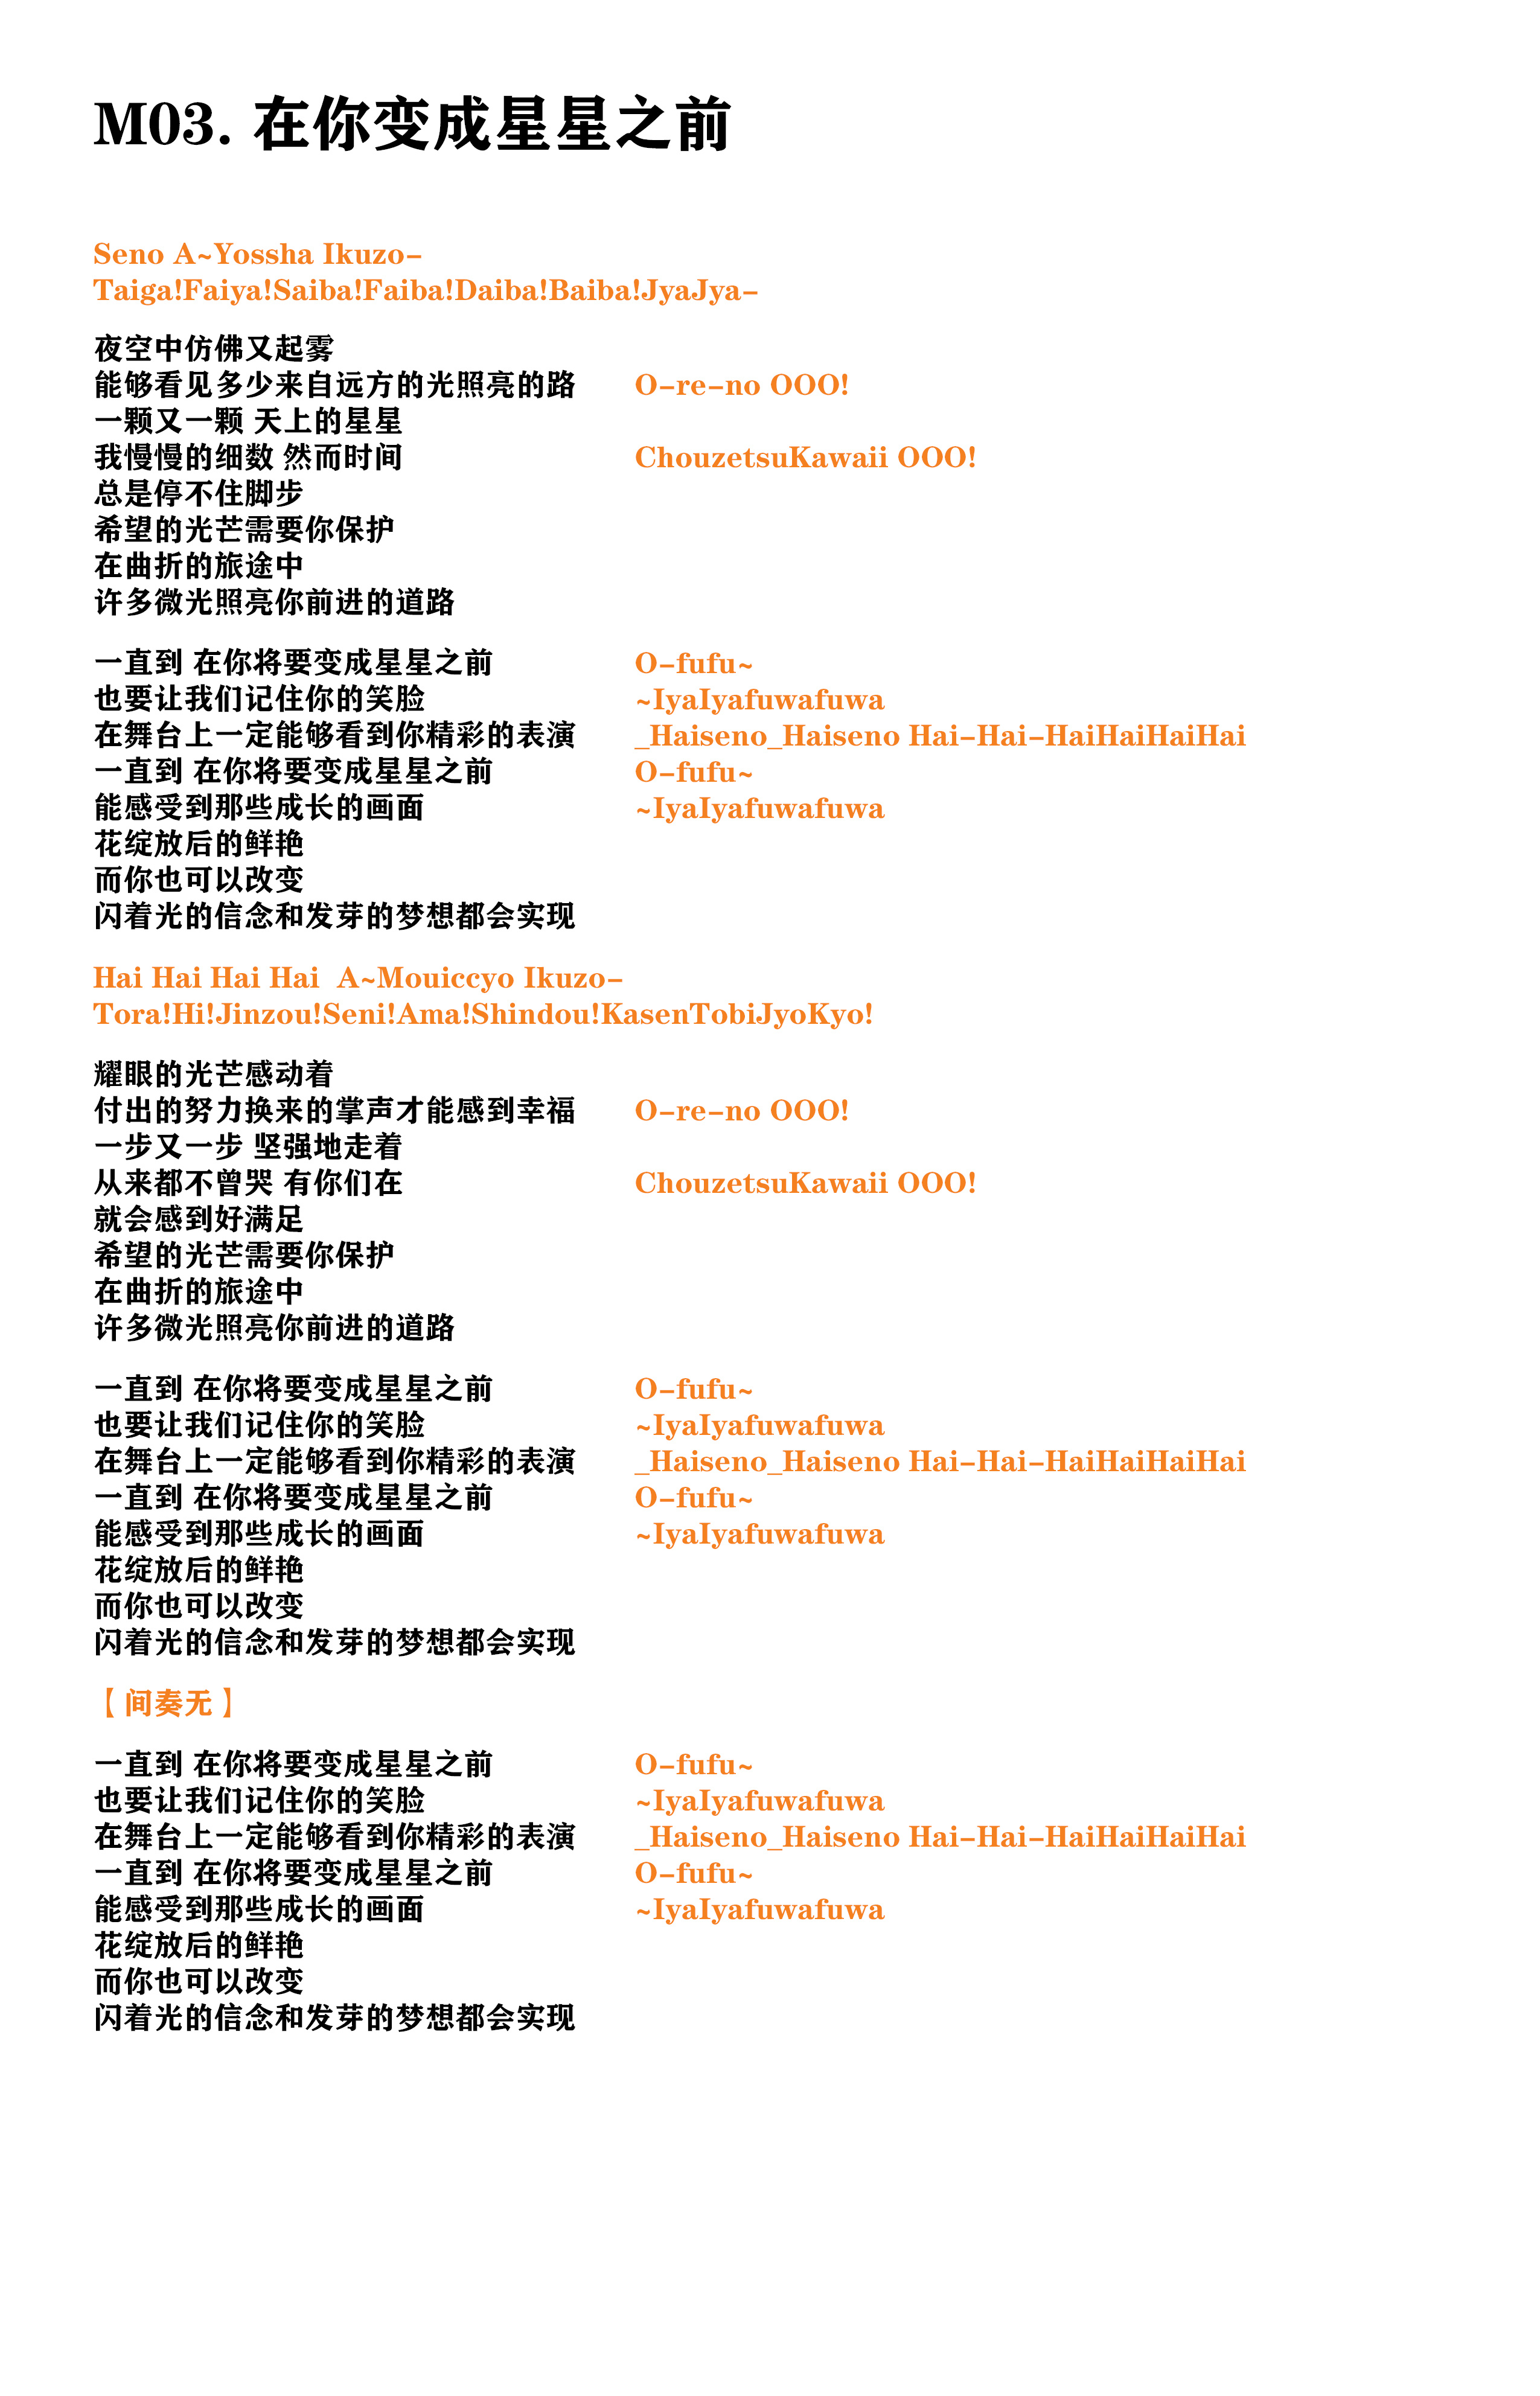 M03. 在你变成星星之前
Seno A~Yossha Ikuzo-
Taiga!Faiya!Saiba!Faiba!Daiba!Baiba!JyaJya-
夜空中仿佛又起雾
能够看见多少来自远方的光照亮的路 O-re-no OOO!
一颗又一颗 天上的星星
我慢慢的细数 然而时间 ChouzetsuKawaii OOO!
总是停不住脚步
希望的光芒需要你保护
在曲折的旅途中
许多微光照亮你前进的道路
一直到 在你将要变成星星之前 O-fufu~
也要让我们记住你的笑脸 ~IyaIyafuwafuwa
在舞台上一定能够看到你精彩的表演 _Haiseno_Haiseno Hai-Hai-HaiHaiHaiHai
一直到 在你将要变成星星之前 O-fufu~
能感受到那些成长的画面 ~IyaIyafuwafuwa
花绽放后的鲜艳
而你也可以改变
闪着光的信念和发芽的梦想都会实现
Hai Hai Hai Hai  A~Mouiccyo Ikuzo-
Tora!Hi!Jinzou!Seni!Ama!Shindou!KasenTobiJyoKyo!
耀眼的光芒感动着
付出的努力换来的掌声才能感到幸福 O-re-no OOO!
一步又一步 坚强地走着
从来都不曾哭 有你们在 ChouzetsuKawaii OOO!
就会感到好满足
希望的光芒需要你保护
在曲折的旅途中
许多微光照亮你前进的道路
一直到 在你将要变成星星之前 O-fufu~
也要让我们记住你的笑脸 ~IyaIyafuwafuwa
在舞台上一定能够看到你精彩的表演 _Haiseno_Haiseno Hai-Hai-HaiHaiHaiHai
一直到 在你将要变成星星之前 O-fufu~
能感受到那些成长的画面 ~IyaIyafuwafuwa
花绽放后的鲜艳
而你也可以改变
闪着光的信念和发芽的梦想都会实现
【间奏无】
一直到 在你将要变成星星之前 O-fufu~
也要让我们记住你的笑脸 ~IyaIyafuwafuwa
在舞台上一定能够看到你精彩的表演 _Haiseno_Haiseno Hai-Hai-HaiHaiHaiHai
一直到 在你将要变成星星之前 O-fufu~
能感受到那些成长的画面 ~IyaIyafuwafuwa
花绽放后的鲜艳
而你也可以改变
闪着光的信念和发芽的梦想都会实现